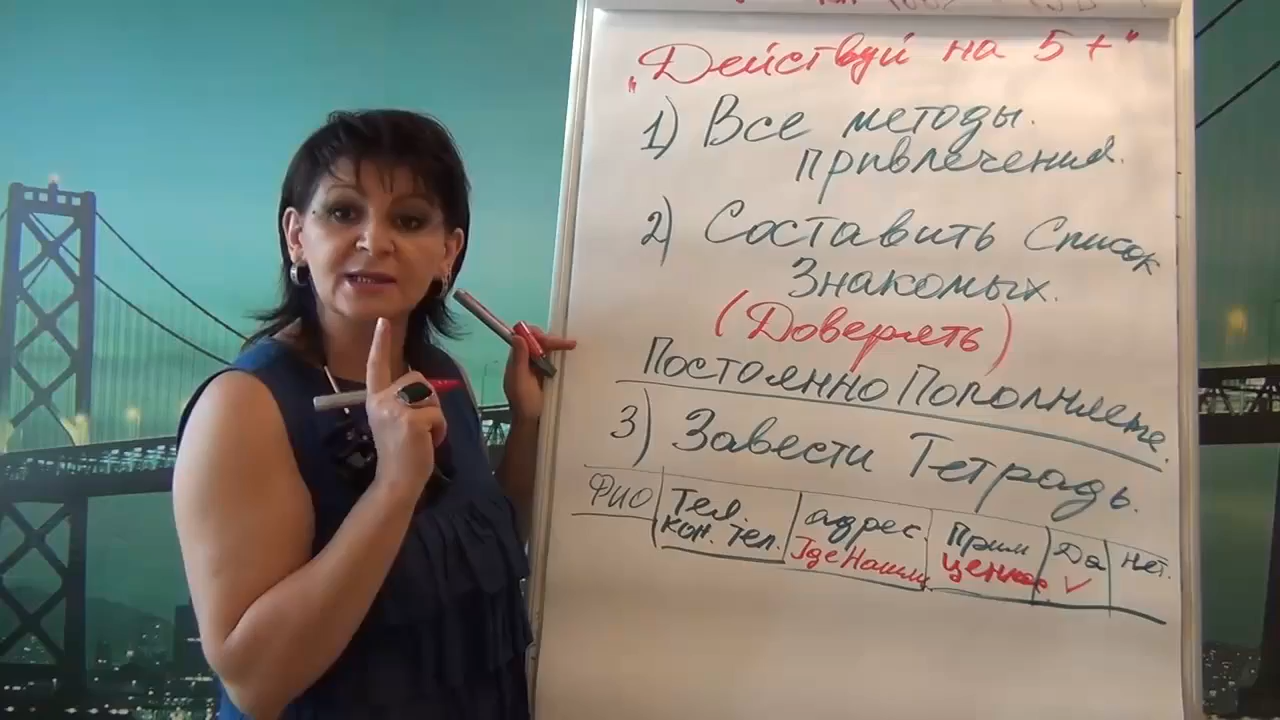 „Действуй на 5+“
1) Все методы.
привлечения.
2) Составить Список
Знакомых.
(Доверять)
Постоянно Пополняете.
3) Завести Тетрадь.
ФИО Тел. адрес. Прим Да Нет.
кон. тел. Где Нашли ✓